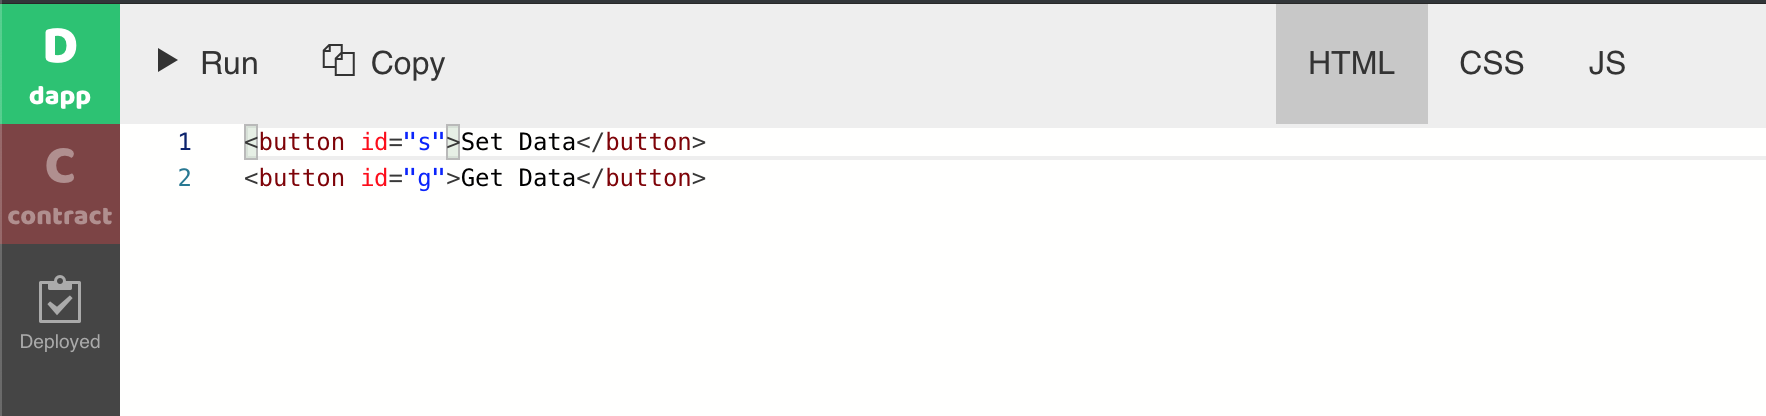 D
dapp
C
contract
Deployed
Run Copy HTML CSS JS
1 <button id="s">Set Data</button>
2 <button id="g">Get Data</button>